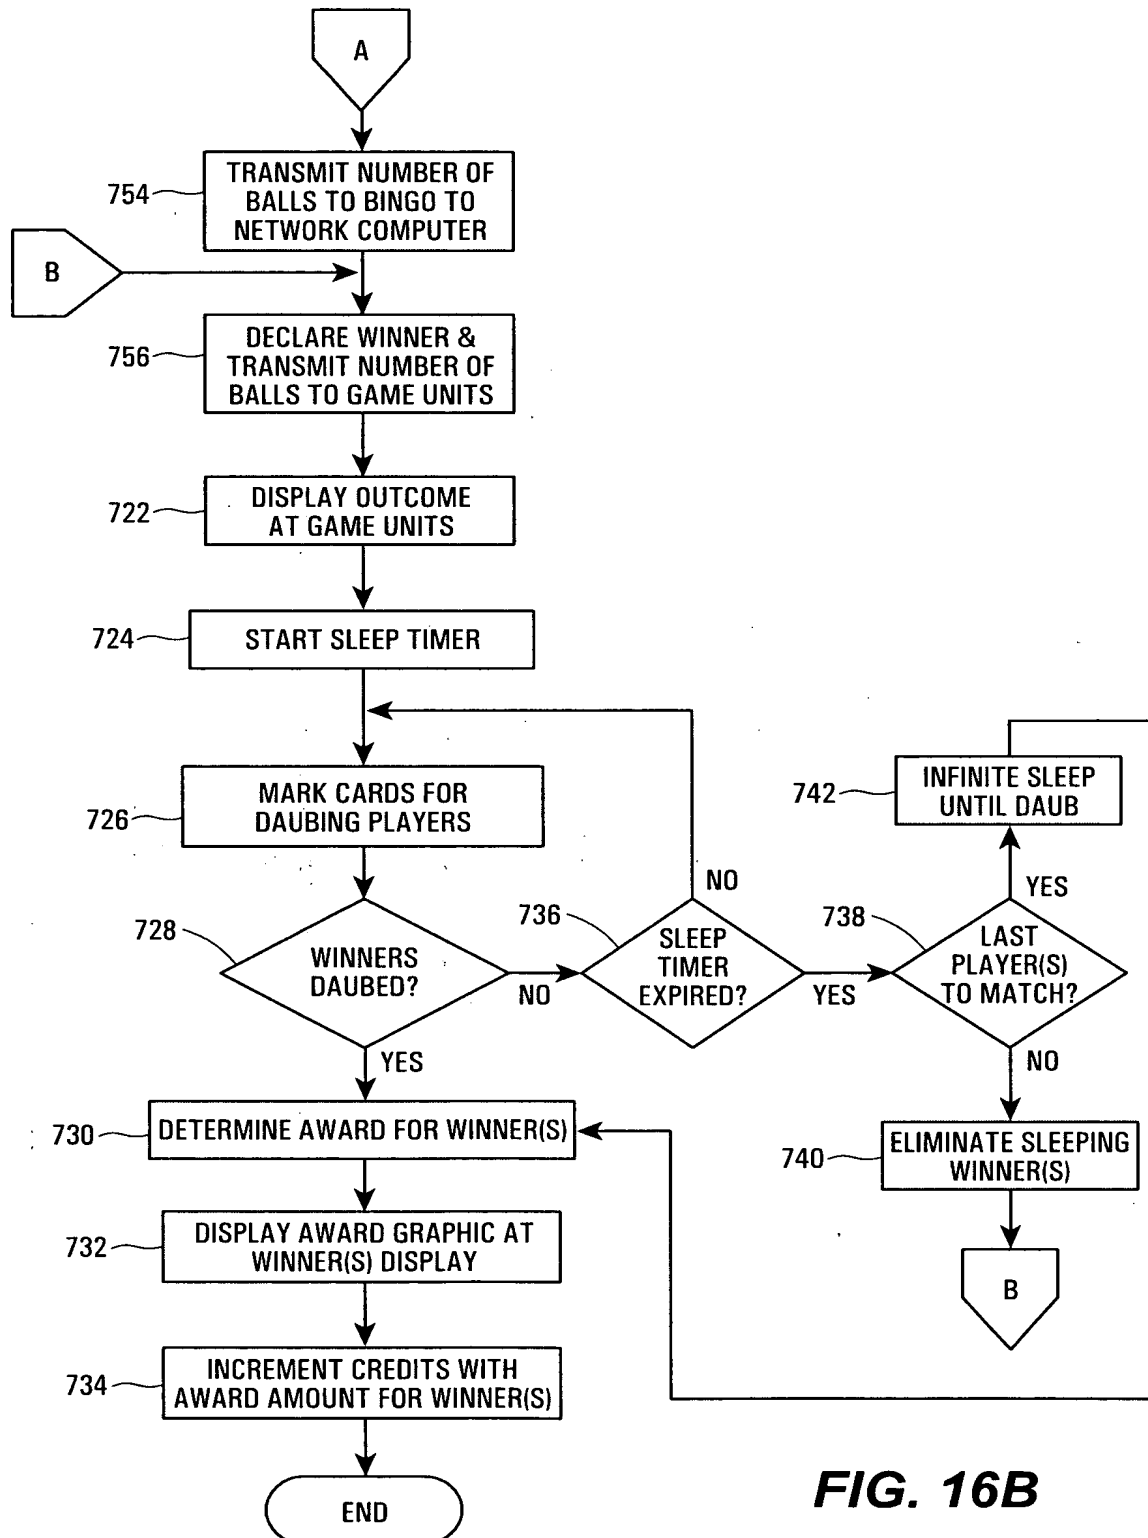 A
754
TRANSMIT NUMBER OF
BALLS TO BINGO TO
NETWORK COMPUTER
B
756
DECLARE WINNER &
TRANSMIT NUMBER OF
BALLS TO GAME UNITS
722
DISPLAY OUTCOME
AT GAME UNITS
724
START SLEEP TIMER
726
MARK CARDS FOR
DAUBING PLAYERS
742
INFINITE SLEEP
UNTIL DAUB
728
WINNERS
DAUBED?
NO
YES
736
SLEEP
TIMER
EXPIRED?
NO
YES
738
LAST
PLAYER(S)
TO MATCH?
YES
NO
730
DETERMINE AWARD FOR WINNER(S)
740
ELIMINATE SLEEPING
WINNER(S)
732
DISPLAY AWARD GRAPHIC AT
WINNER(S) DISPLAY
B
734
INCREMENT CREDITS WITH
AWARD AMOUNT FOR WINNER(S)
END
FIG. 16B